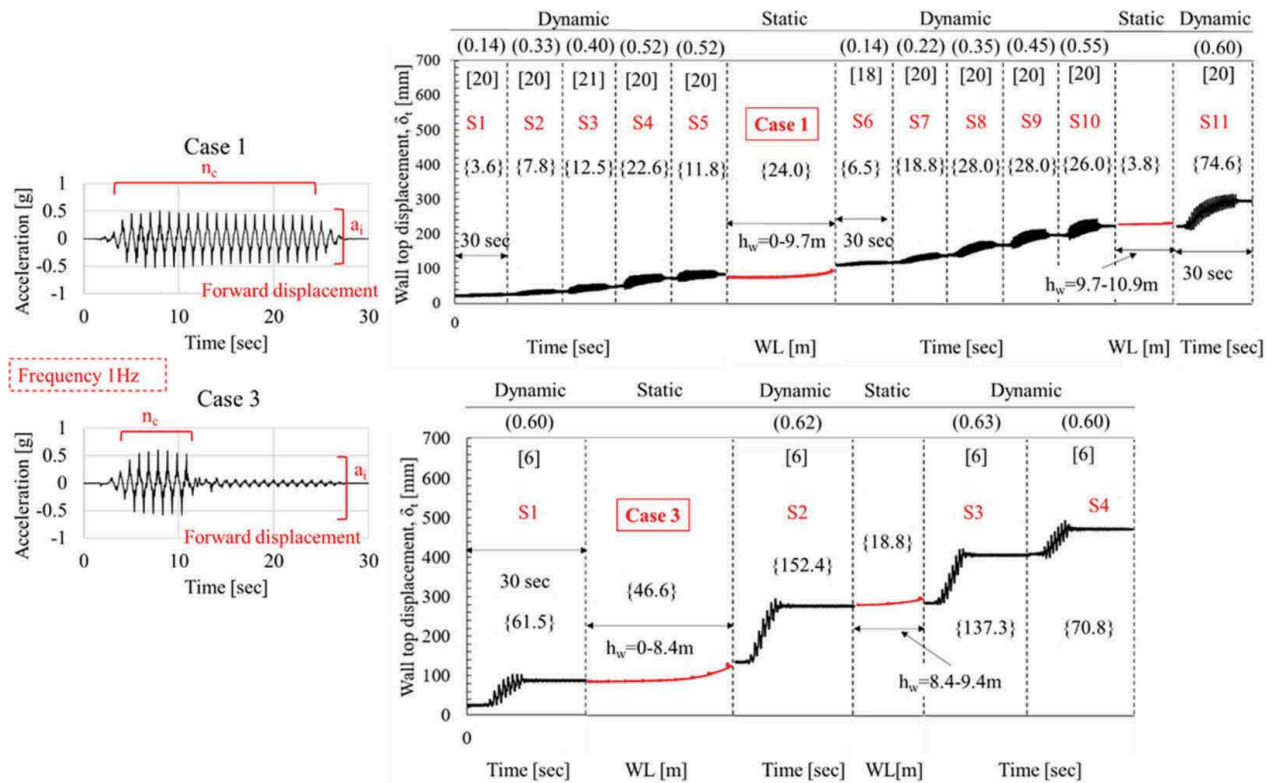 Case 1
n_c
Acceleration [g]
1
0.5
0
-0.5
-1
a_i
Forward displacement
0 10 20 30
Time [sec]
Frequency 1Hz
Case 3
n_c
Acceleration [g]
1
0.5
0
-0.5
-1
a_i
Forward displacement
0 10 20 30
Time [sec]
Dynamic Static Dynamic Static Dynamic
(0.14) (0.33) (0.40) (0.52) (0.52) (0.14) (0.22) (0.35) (0.45) (0.55) (0.60)
Wall top displacement, δ_t [mm]
700
600
500
400
300
200
100
0
[20] [20] [21] [20] [20] [18] [20] [20] [20] [20] [20]
S1 S2 S3 S4 S5 Case 1 S6 S7 S8 S9 S10 S11
{3.6} {7.8} {12.5} {22.6} {11.8} {24.0} {6.5} {18.8} {28.0} {28.0} {26.0} {3.8} {74.6}
30 sec h_w=0-9.7m 30 sec h_w=9.7-10.9m 30 sec
0
Time [sec] WL [m] Time [sec] WL [m] Time [sec]
Dynamic Static Dynamic Static Dynamic
(0.60) (0.62) (0.63) (0.60)
Wall top displacement, δ_t [mm]
700
600
500
400
300
200
100
0
[6] [6] [6] [6]
S1 Case 3 S2 S3 S4
30 sec {46.6} {152.4} {18.8}
{61.5} {137.3} {70.8}
h_w=0-8.4m h_w=8.4-9.4m
0
Time [sec] WL [m] Time [sec] WL[m] Time [sec]